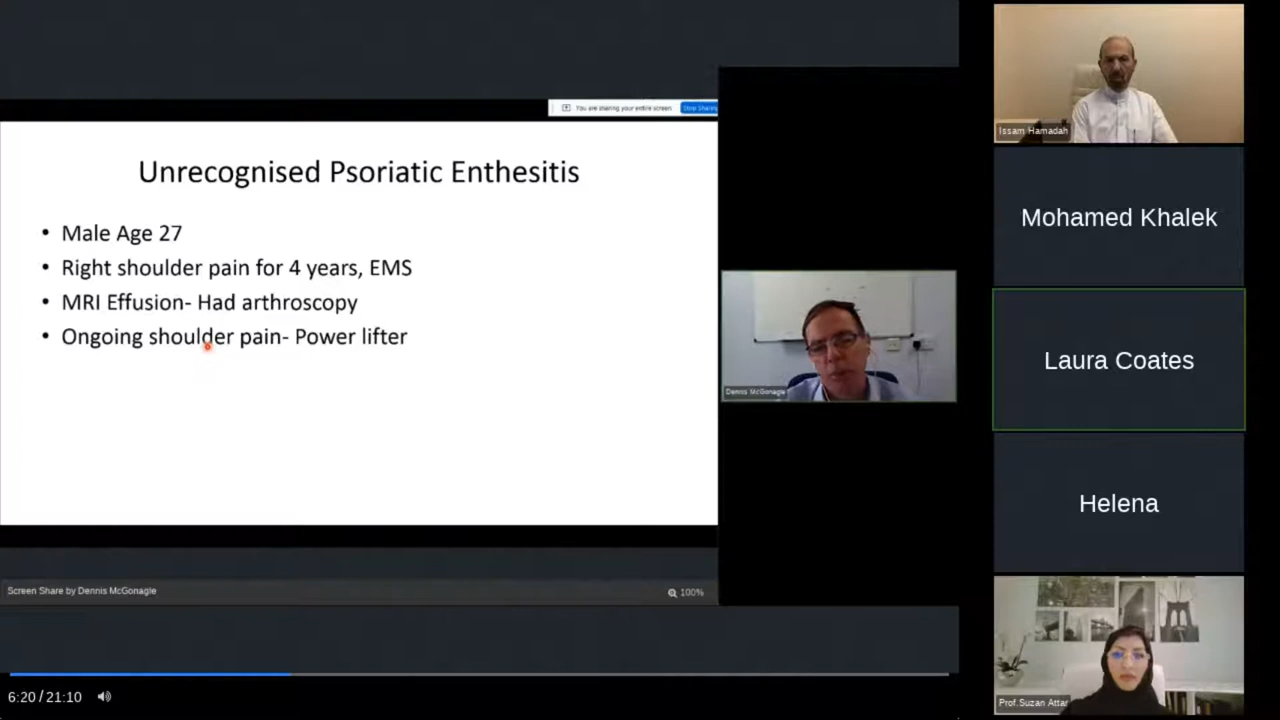 You are sharing your entire screen
Stop Sharing
Unrecognised Psoriatic Enthesitis
• Male Age 27
• Right shoulder pain for 4 years, EMS
• MRI Effusion- Had arthroscopy
• Ongoing shoulder pain- Power lifter
Screen Share by Dennis McGonagle
100%
6:20 / 21:10
Dennis McGonagle
Issam Hamadah
Mohamed Khalek
Laura Coates
Helena
Prof.Suzan Attar